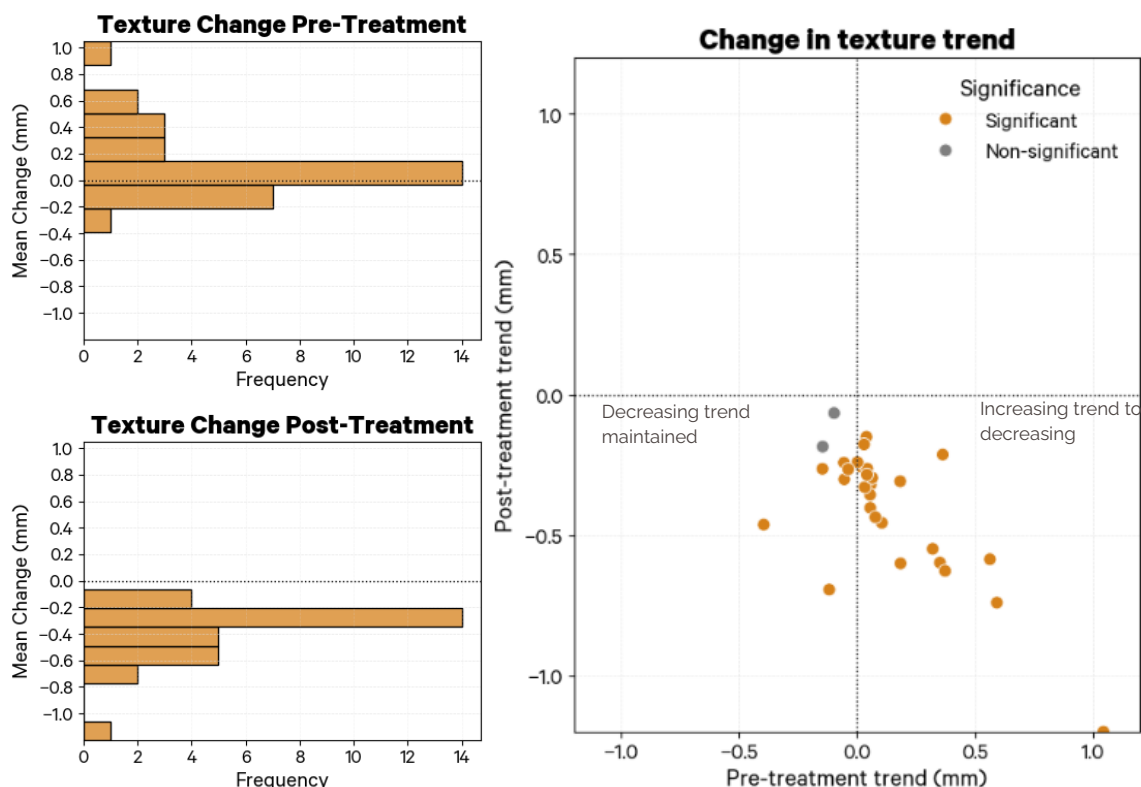 Texture Change Pre-Treatment
Mean Change (mm)
1.0
0.8
0.6
0.4
0.2
0.0
−0.2
−0.4
−0.6
−0.8
−1.0
0 2 4 6 8 10 12 14
Frequency
Texture Change Post-Treatment
Mean Change (mm)
1.0
0.8
0.6
0.4
0.2
0.0
−0.2
−0.4
−0.6
−0.8
−1.0
0 2 4 6 8 10 12 14
Frequency
Change in texture trend
Post-treatment trend (mm)
1.0
0.5
0.0
−0.5
−1.0
Significance
Significant
Non-significant
Decreasing trend
maintained
Increasing trend to
decreasing
−1.0 −0.5 0.0 0.5 1.0
Pre-treatment trend (mm)